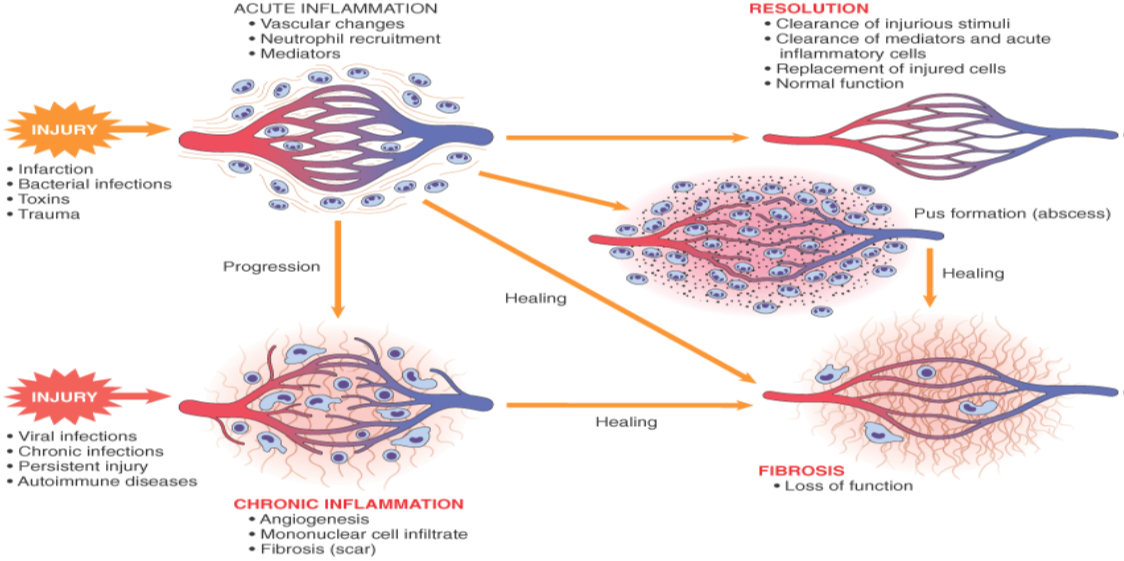 ACUTE INFLAMMATION
• Vascular changes
• Neutrophil recruitment
• Mediators
RESOLUTION
• Clearance of injurious stimuli
• Clearance of mediators and acute
inflammatory cells
• Replacement of injured cells
• Normal function
INJURY
• Infarction
• Bacterial infections
• Toxins
• Trauma
Pus formation (abscess)
Progression
Healing
Healing
INJURY
• Viral infections
• Chronic infections
• Persistent injury
• Autoimmune diseases
Healing
CHRONIC INFLAMMATION
• Angiogenesis
• Mononuclear cell infiltrate
• Fibrosis (scar)
FIBROSIS
• Loss of function